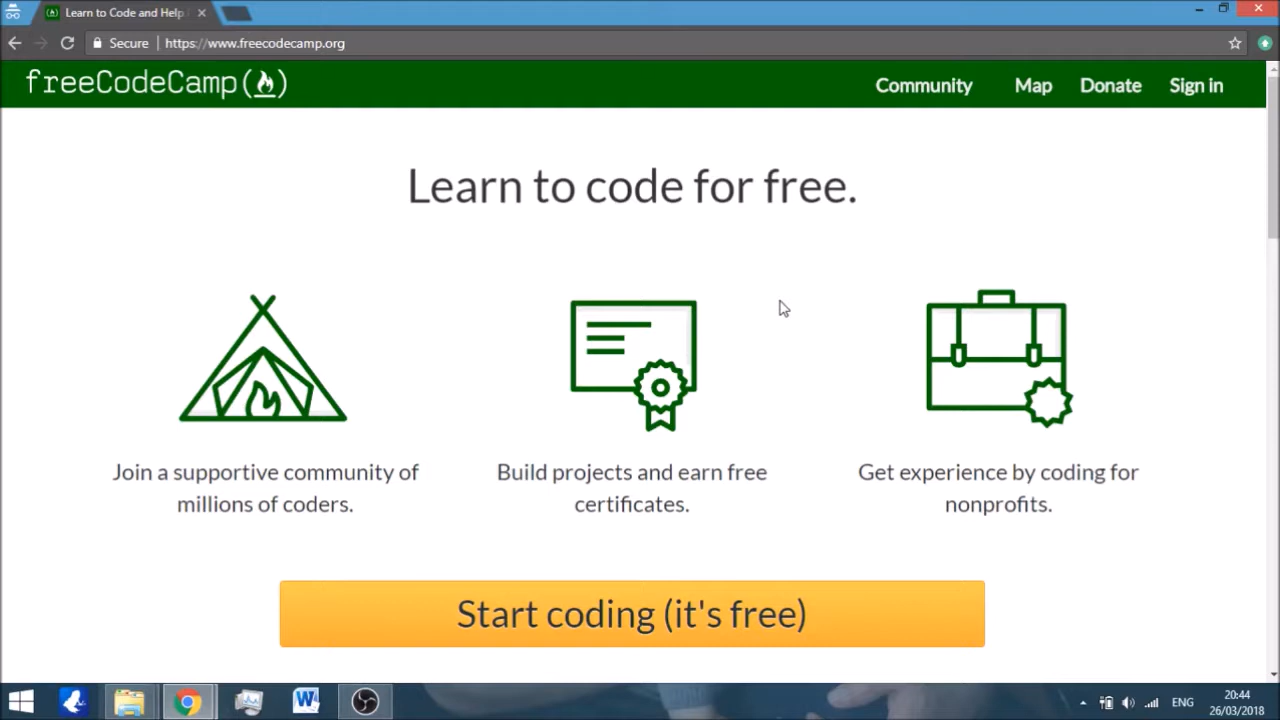 Learn to Code and Help
Secure
https://www.freecodecamp.org
freeCodeCamp(🔥)
Community
Map
Donate
Sign in
Learn to code for free.
Join a supportive community of
millions of coders.
Build projects and earn free
certificates.
Get experience by coding for
nonprofits.
Start coding (it's free)
ENG
20:44
26/03/2018